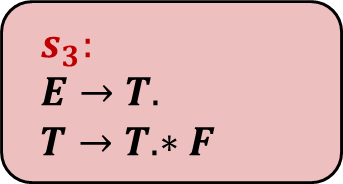 s₃:
E → T.
T → T.* F